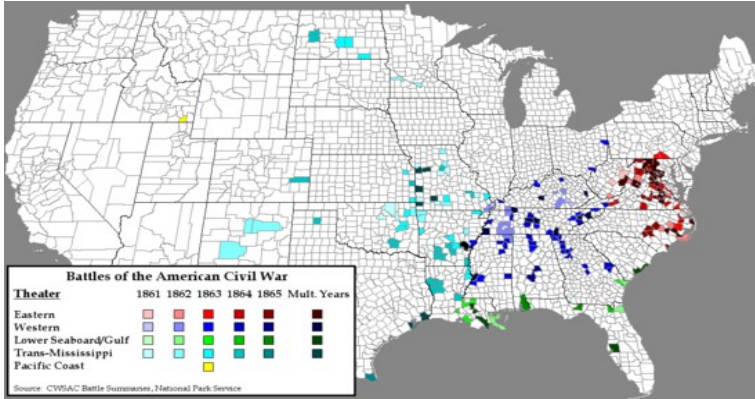 Battles of the American Civil War
Theater 1861 1862 1863 1864 1865 Mult. Years
Eastern
Western
Lower Seaboard/Gulf
Trans-Mississippi
Pacific Coast
Source: CWSAC Battle Summaries, National Park Service